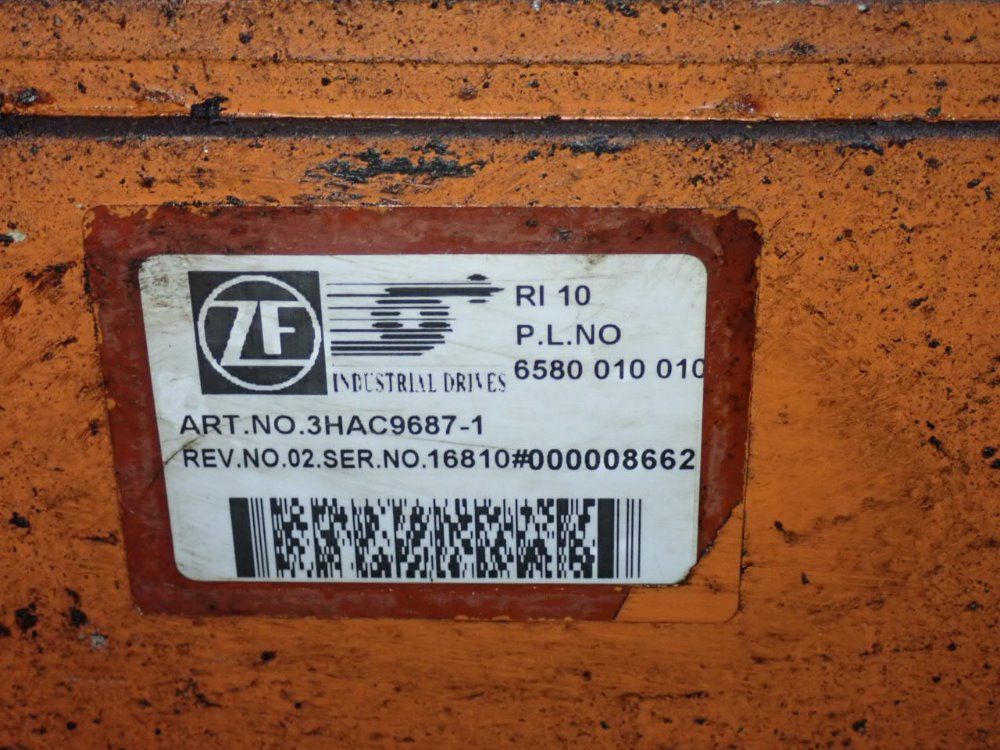 ZF
RI 10
P.L.NO
6580 010 010
INDUSTRIAL DRIVES
ART.NO.3HAC9687-1
REV.NO.02.SER.NO.16810#000008662